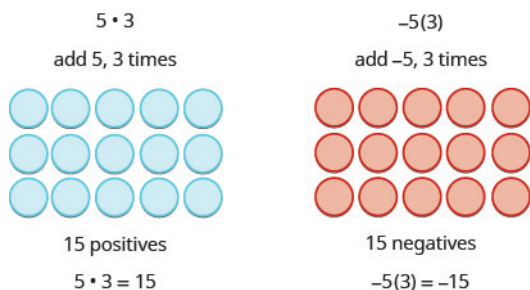 5 • 3
add 5, 3 times
15 positives
5 • 3 = 15
–5(3)
add –5, 3 times
15 negatives
–5(3) = –15